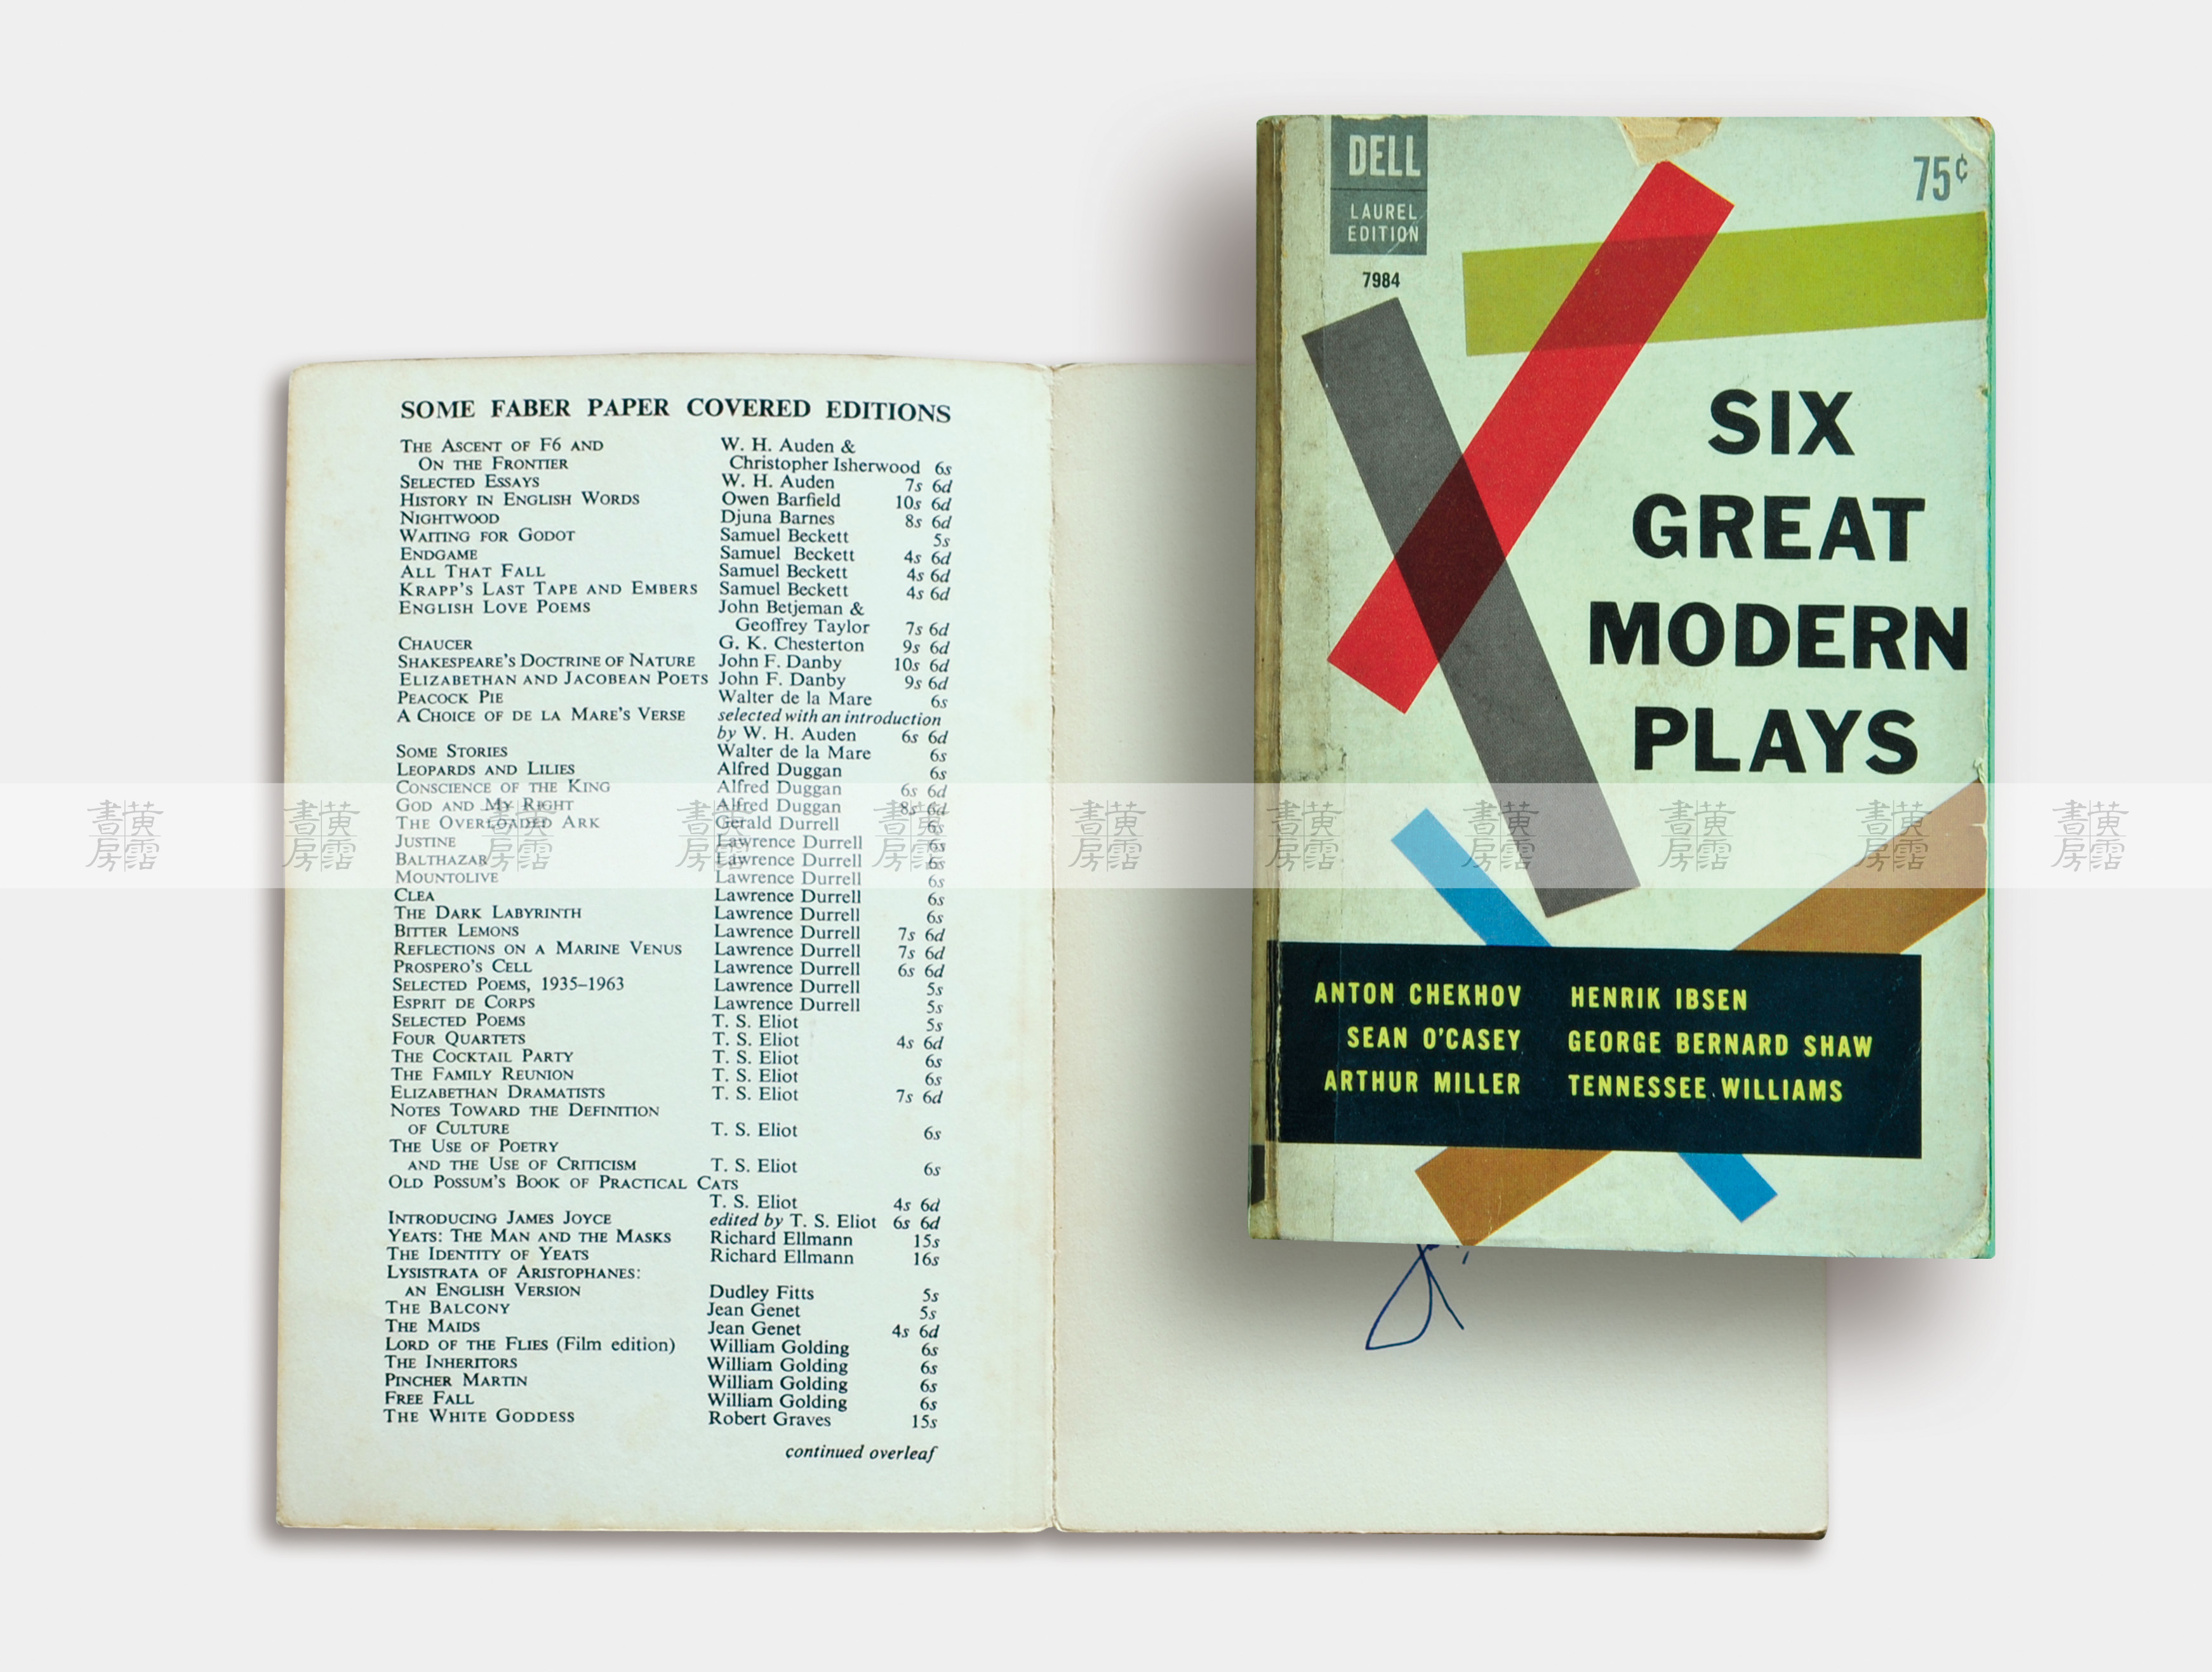 SOME FABER PAPER COVERED EDITIONS
THE ASCENT OF F6 AND W. H. Auden &
ON THE FRONTIER Christopher Isherwood 6s
SELECTED ESSAYS W. H. Auden 7s 6d
HISTORY IN ENGLISH WORDS Owen Barfield 10s 6d
NIGHTWOOD Djuna Barnes 8s 6d
WAITING FOR GODOT Samuel Beckett 5s
ENDGAME Samuel Beckett 4s 6d
ALL THAT FALL Samuel Beckett 4s 6d
KRAPP'S LAST TAPE AND EMBERS Samuel Beckett 4s 6d
ENGLISH LOVE POEMS John Betjeman &
Geoffrey Taylor 7s 6d
CHAUCER G. K. Chesterton 9s 6d
SHAKESPEARE'S DOCTRINE OF NATURE John F. Danby 10s 6d
ELIZABETHAN AND JACOBEAN POETS John F. Danby 9s 6d
PEACOCK PIE Walter de la Mare 6s
A CHOICE OF DE LA MARE'S VERSE selected with an introduction
by W. H. Auden 6s 6d
SOME STORIES Walter de la Mare 6s
LEOPARDS AND LILIES Alfred Duggan 6s
CONSCIENCE OF THE KING Alfred Duggan 6s 6d
GOD AND MY RIGHT Alfred Duggan 8s 6d
THE OVERLOADED ARK Gerald Durrell 6s
JUSTINE Lawrence Durrell 6s
BALTHAZAR Lawrence Durrell 6s
MOUNTOLIVE Lawrence Durrell 6s
CLEA Lawrence Durrell 6s
THE DARK LABYRINTH Lawrence Durrell 6s
BITTER LEMONS Lawrence Durrell 7s 6d
REFLECTIONS ON A MARINE VENUS Lawrence Durrell 7s 6d
PROSPERO'S CELL Lawrence Durrell 6s 6d
SELECTED POEMS, 1935–1963 Lawrence Durrell 5s
ESPRIT DE CORPS Lawrence Durrell 5s
SELECTED POEMS T. S. Eliot 5s
FOUR QUARTETS T. S. Eliot 4s 6d
THE COCKTAIL PARTY T. S. Eliot 6s
THE FAMILY REUNION T. S. Eliot 6s
ELIZABETHAN DRAMATISTS T. S. Eliot 7s 6d
NOTES TOWARD THE DEFINITION
OF CULTURE T. S. Eliot 6s
THE USE OF POETRY
AND THE USE OF CRITICISM T. S. Eliot 6s
OLD POSSUM'S BOOK OF PRACTICAL CATS
T. S. Eliot 4s 6d
INTRODUCING JAMES JOYCE edited by T. S. Eliot 6s 6d
YEATS: THE MAN AND THE MASKS Richard Ellmann 15s
THE IDENTITY OF YEATS Richard Ellmann 16s
LYSISTRATA OF ARISTOPHANES:
AN ENGLISH VERSION Dudley Fitts 5s
THE BALCONY Jean Genet 5s
THE MAIDS Jean Genet 4s 6d
LORD OF THE FLIES (Film edition) William Golding 6s
THE INHERITORS William Golding 6s
PINCHER MARTIN William Golding 6s
FREE FALL William Golding 6s
THE WHITE GODDESS Robert Graves 15s
continued overleaf
DELL
LAUREL
EDITION
7984
75¢
SIX
GREAT
MODERN
PLAYS
ANTON CHEKHOV HENRIK IBSEN
SEAN O'CASEY GEORGE BERNARD SHAW
ARTHUR MILLER TENNESSEE WILLIAMS